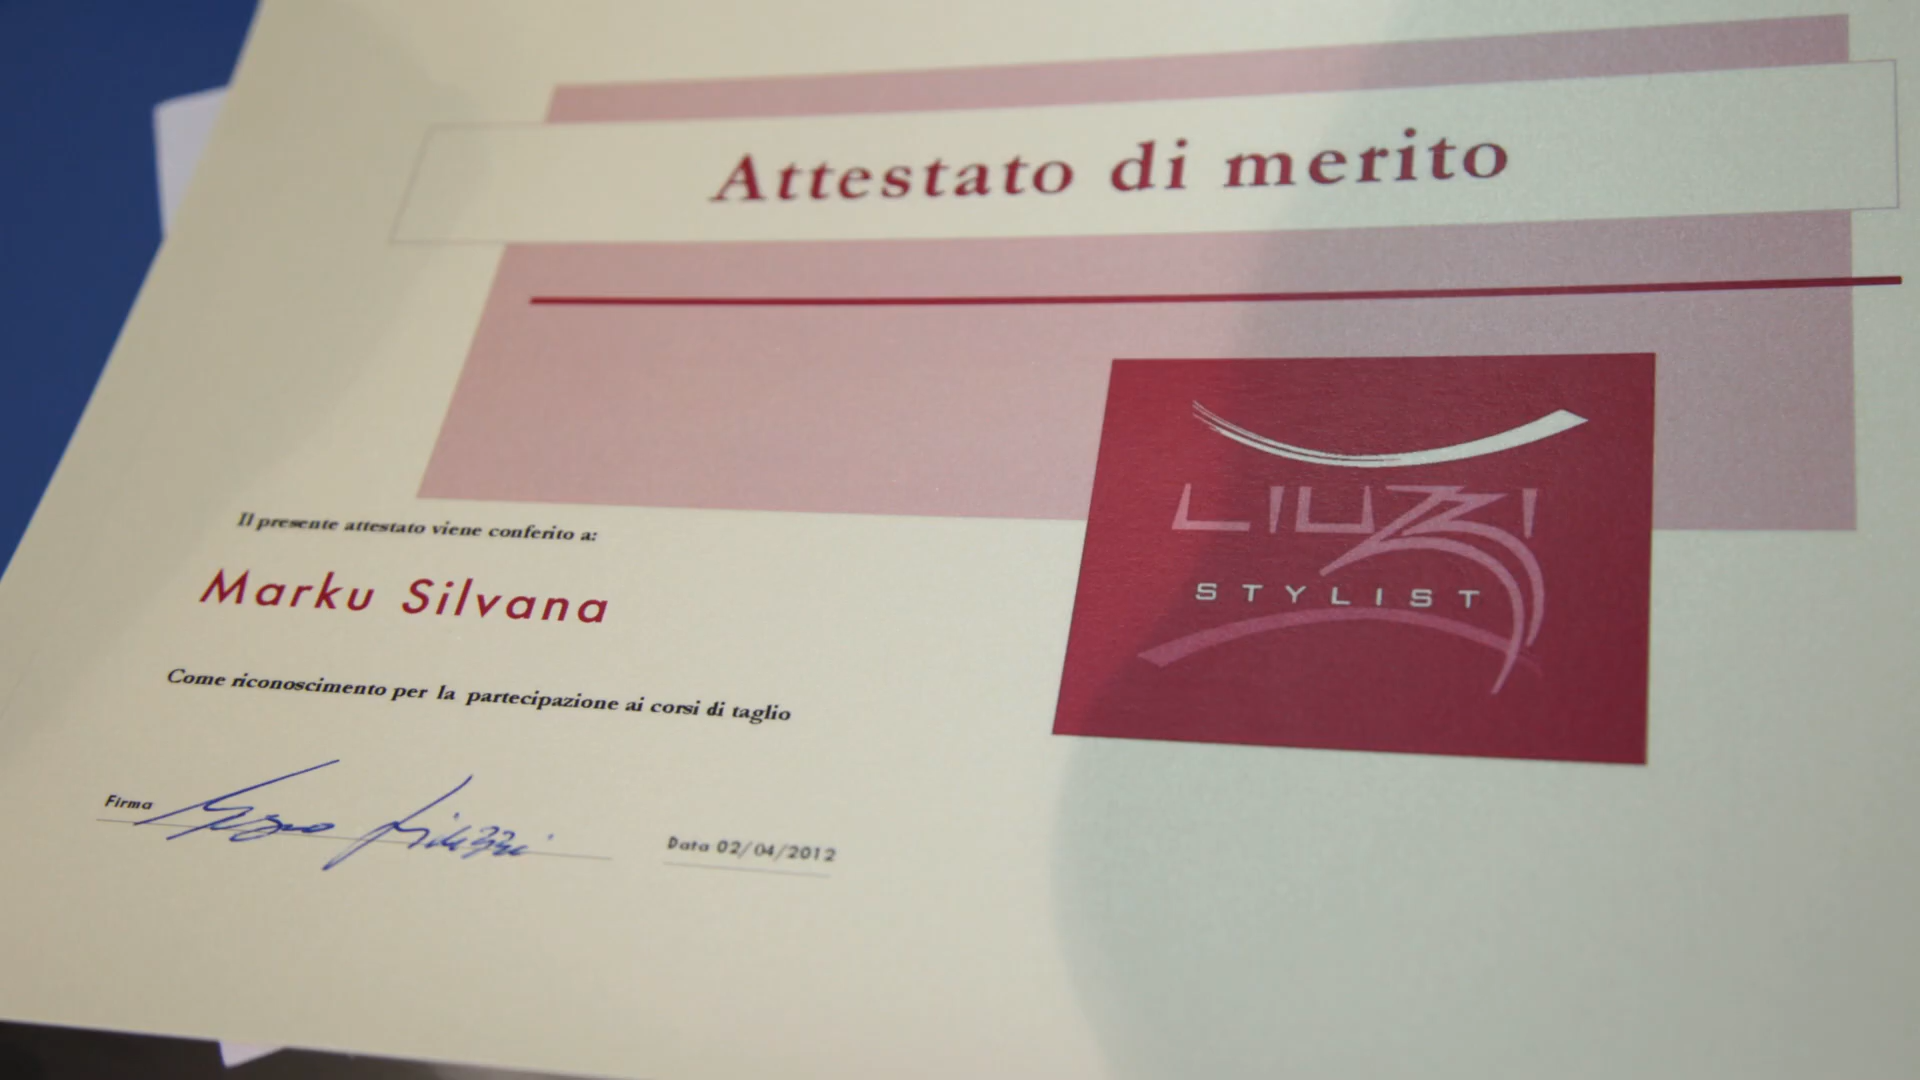 Attestato di merito
LIUZZI
STYLIST
Il presente attestato viene conferito a:
Marku Silvana
Come riconoscimento per la partecipazione ai corsi di taglio
Firma
Data 02/04/2012